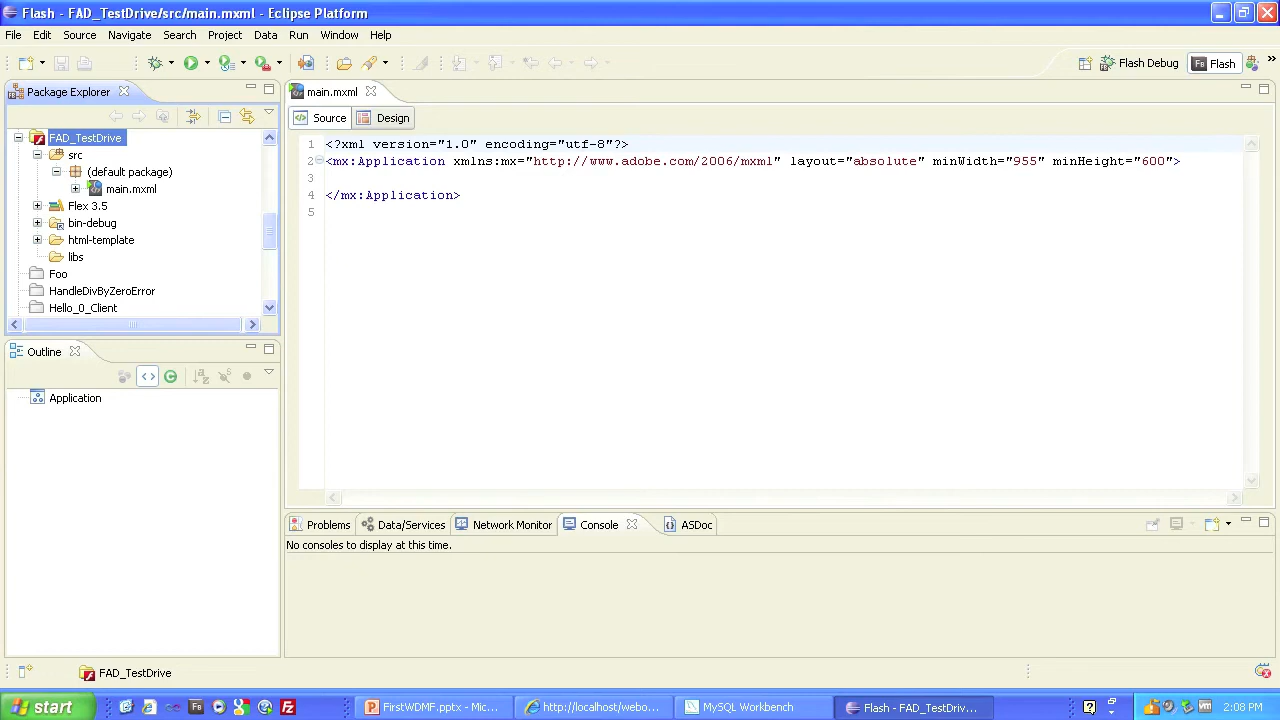 Flash - FAD_TestDrive/src/main.mxml - Eclipse Platform
File Edit Source Navigate Search Project Data Run Window Help
Flash Debug Fb Flash
Package Explorer
main.mxml
Source Design
FAD_TestDrive
src
(default package)
main.mxml
Flex 3.5
bin-debug
html-template
libs
Foo
HandleDivByZeroError
Hello_0_Client
1 <?xml version="1.0" encoding="utf-8"?>
2 <mx:Application xmlns:mx="http://www.adobe.com/2006/mxml" layout="absolute" minWidth="955" minHeight="600">
3
4 </mx:Application>
5
Outline
Application
Problems Data/Services Network Monitor Console ASDoc
No consoles to display at this time.
FAD_TestDrive
start FirstWDMF.pptx - Mic... http://localhost/webo... MySQL Workbench Flash - FAD_TestDriv... 2:08 PM